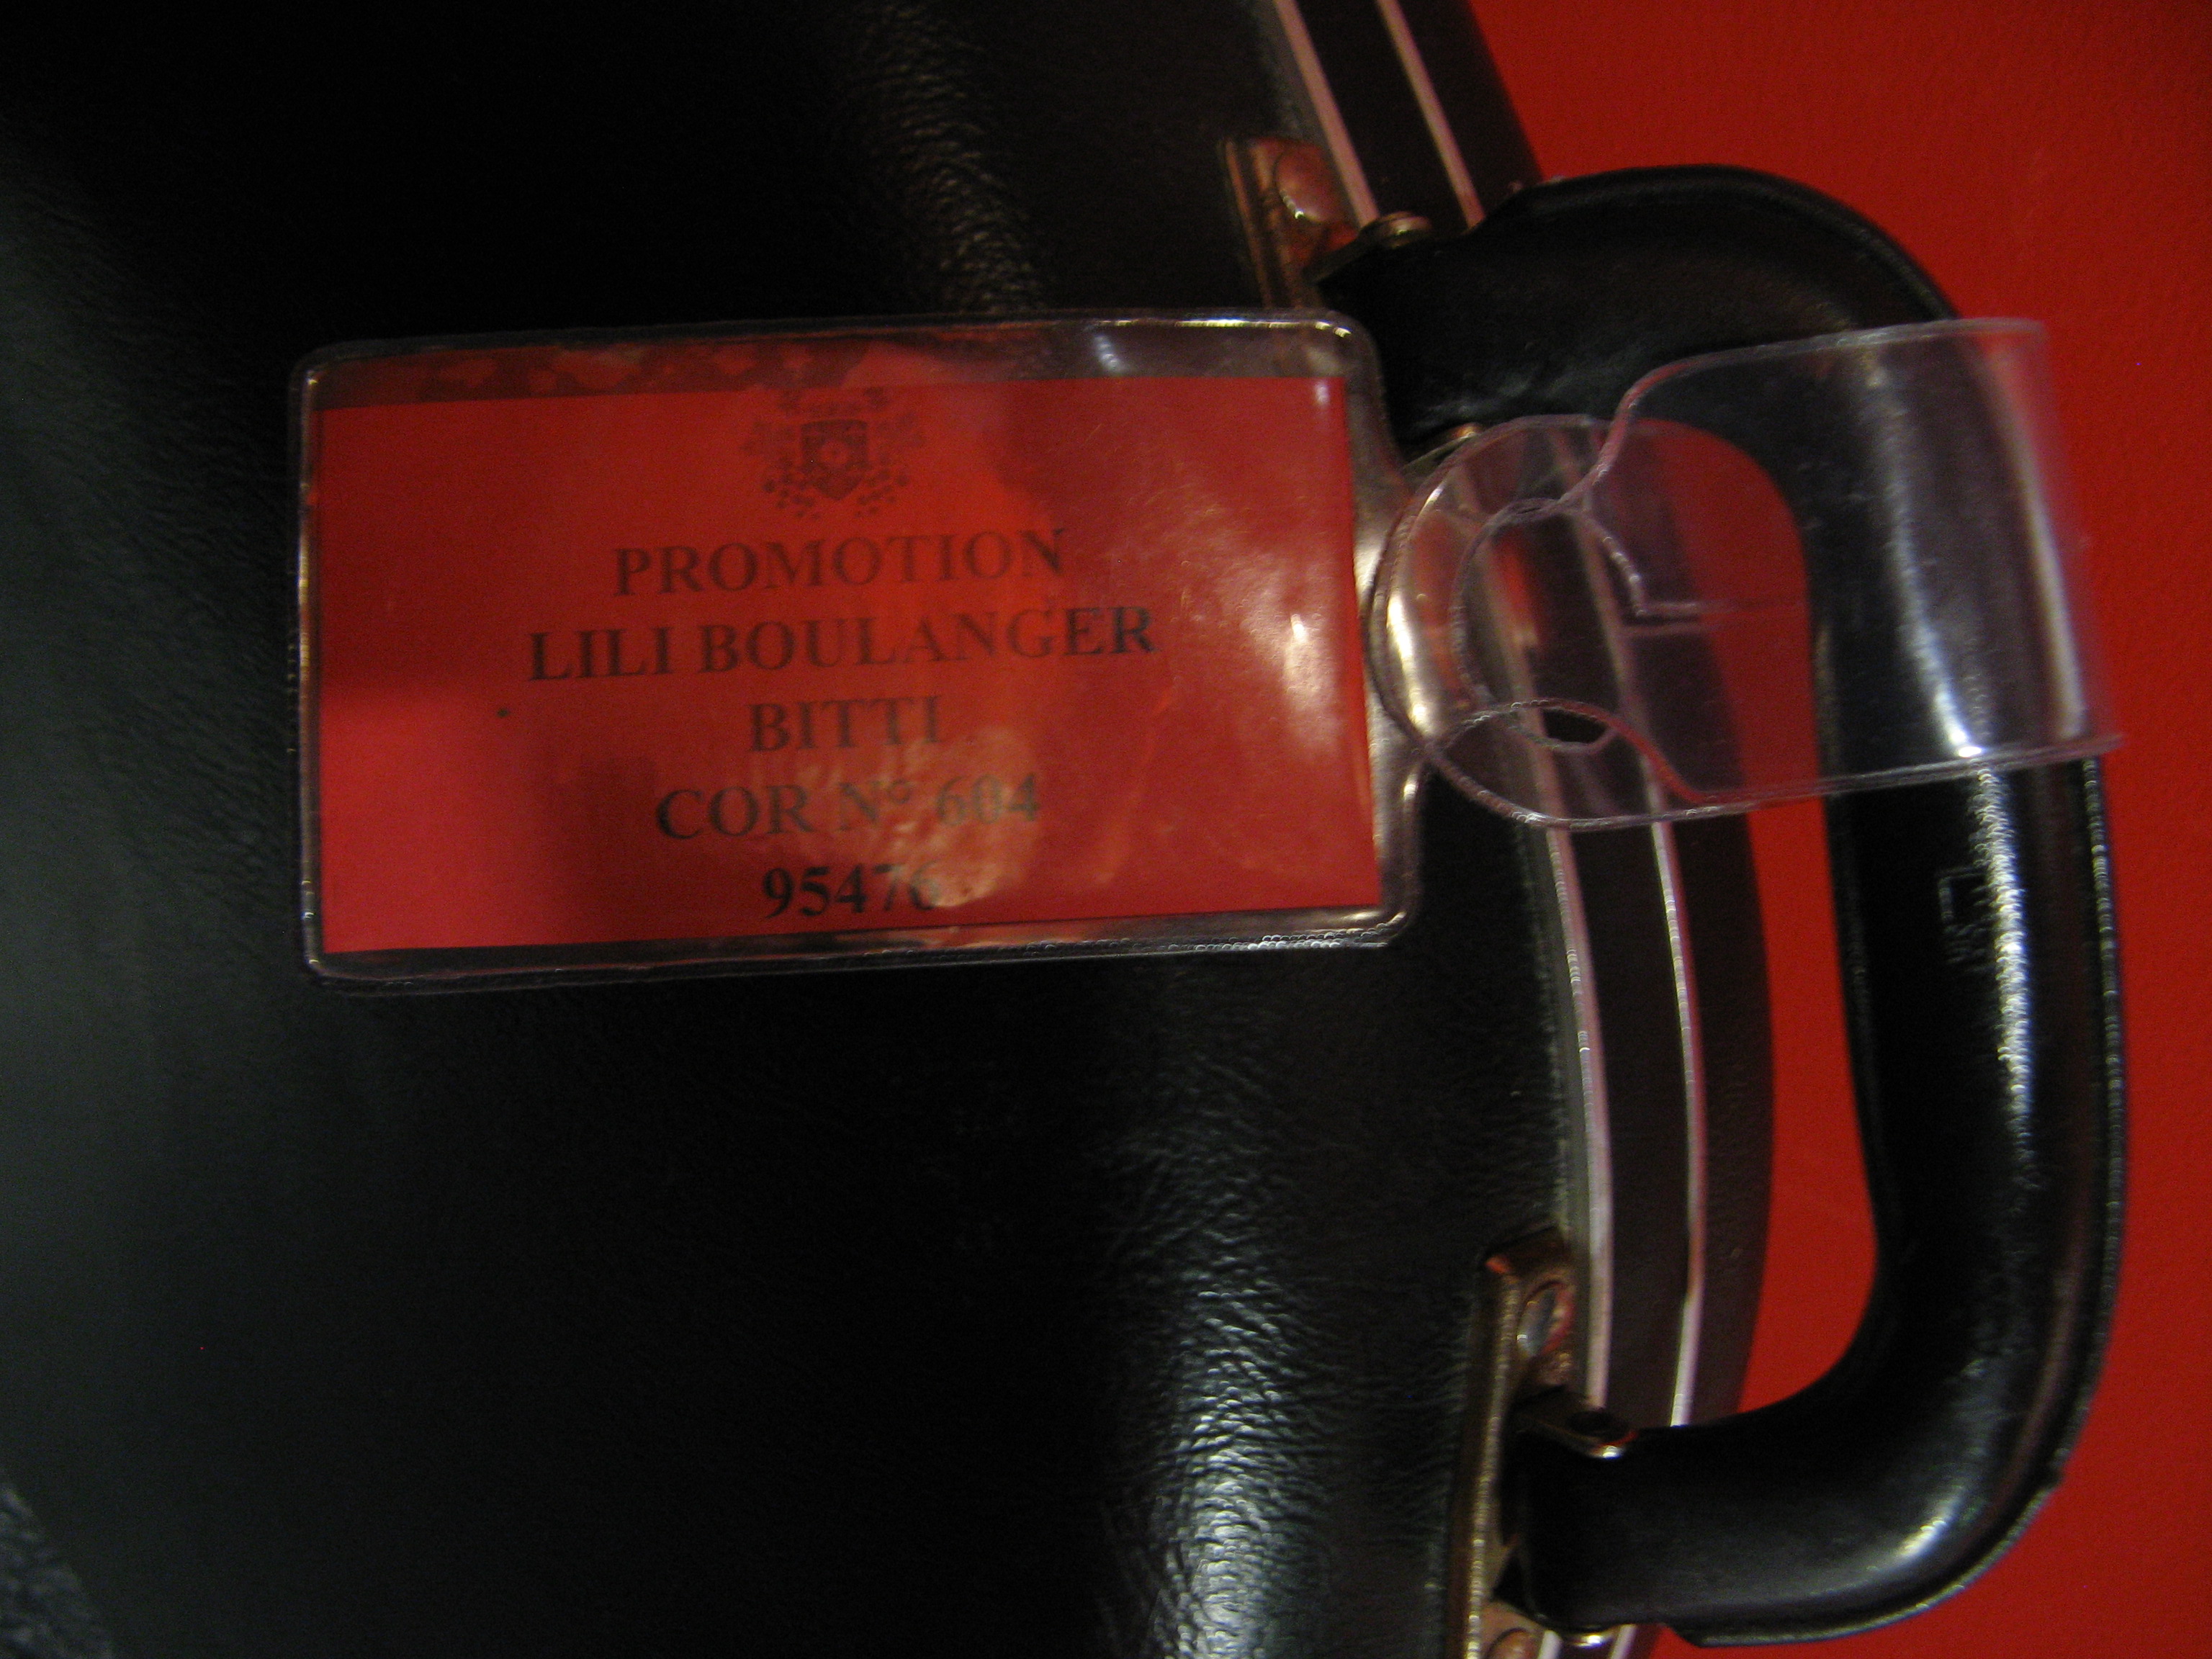 PROMOTION
LILI BOULANGER
BITTI
COR N° 604
95476